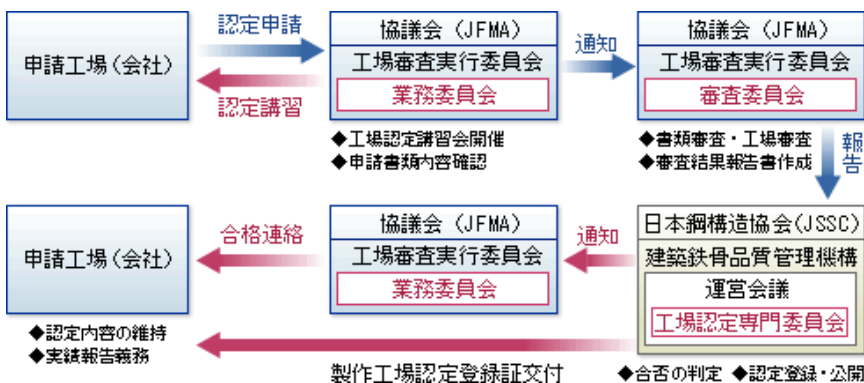 申請工場(会社)
認定申請
認定講習
協議会(JFMA)
工場審査実行委員会
業務委員会
◆工場認定講習会開催
◆申請書類内容確認
通知
協議会(JFMA)
工場審査実行委員会
審査委員会
◆書類審査・工場審査
◆審査結果報告書作成
報告
日本鋼構造協会(JSSC)
建築鉄骨品質管理機構
運営会議
工場認定専門委員会
◆合否の判定 ◆認定登録・公開
通知
協議会(JFMA)
工場審査実行委員会
業務委員会
合格連絡
申請工場(会社)
◆認定内容の維持
◆実績報告義務
製作工場認定登録証交付